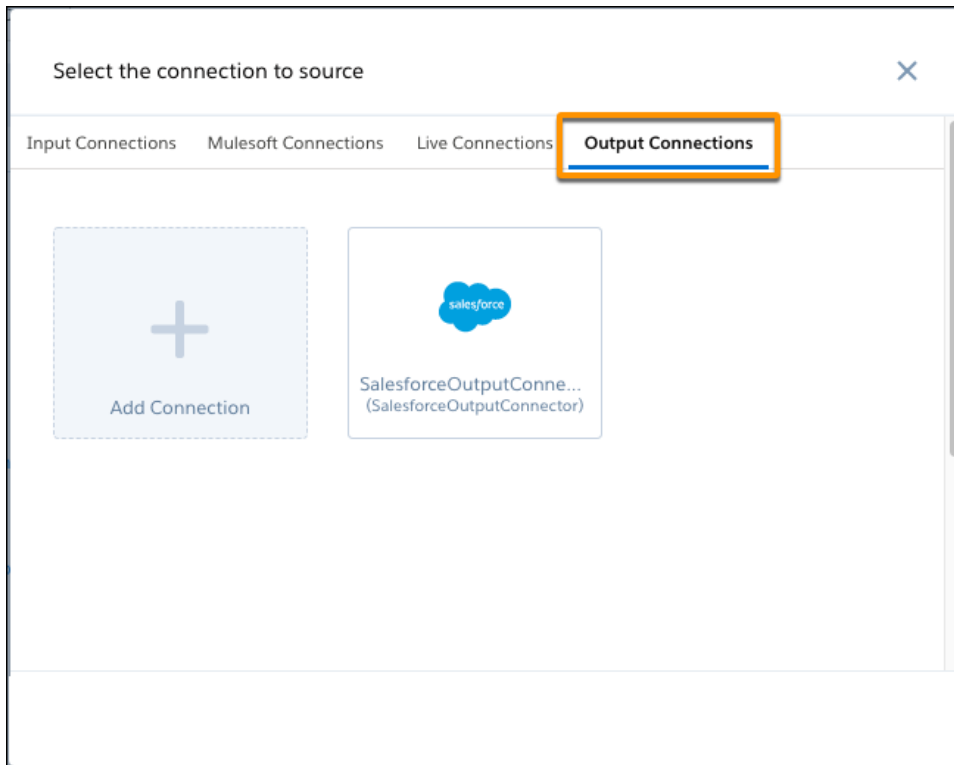 Select the connection to source
Input Connections Mulesoft Connections Live Connections Output Connections
salesforce
Add Connection
SalesforceOutputConne...
(SalesforceOutputConnector)